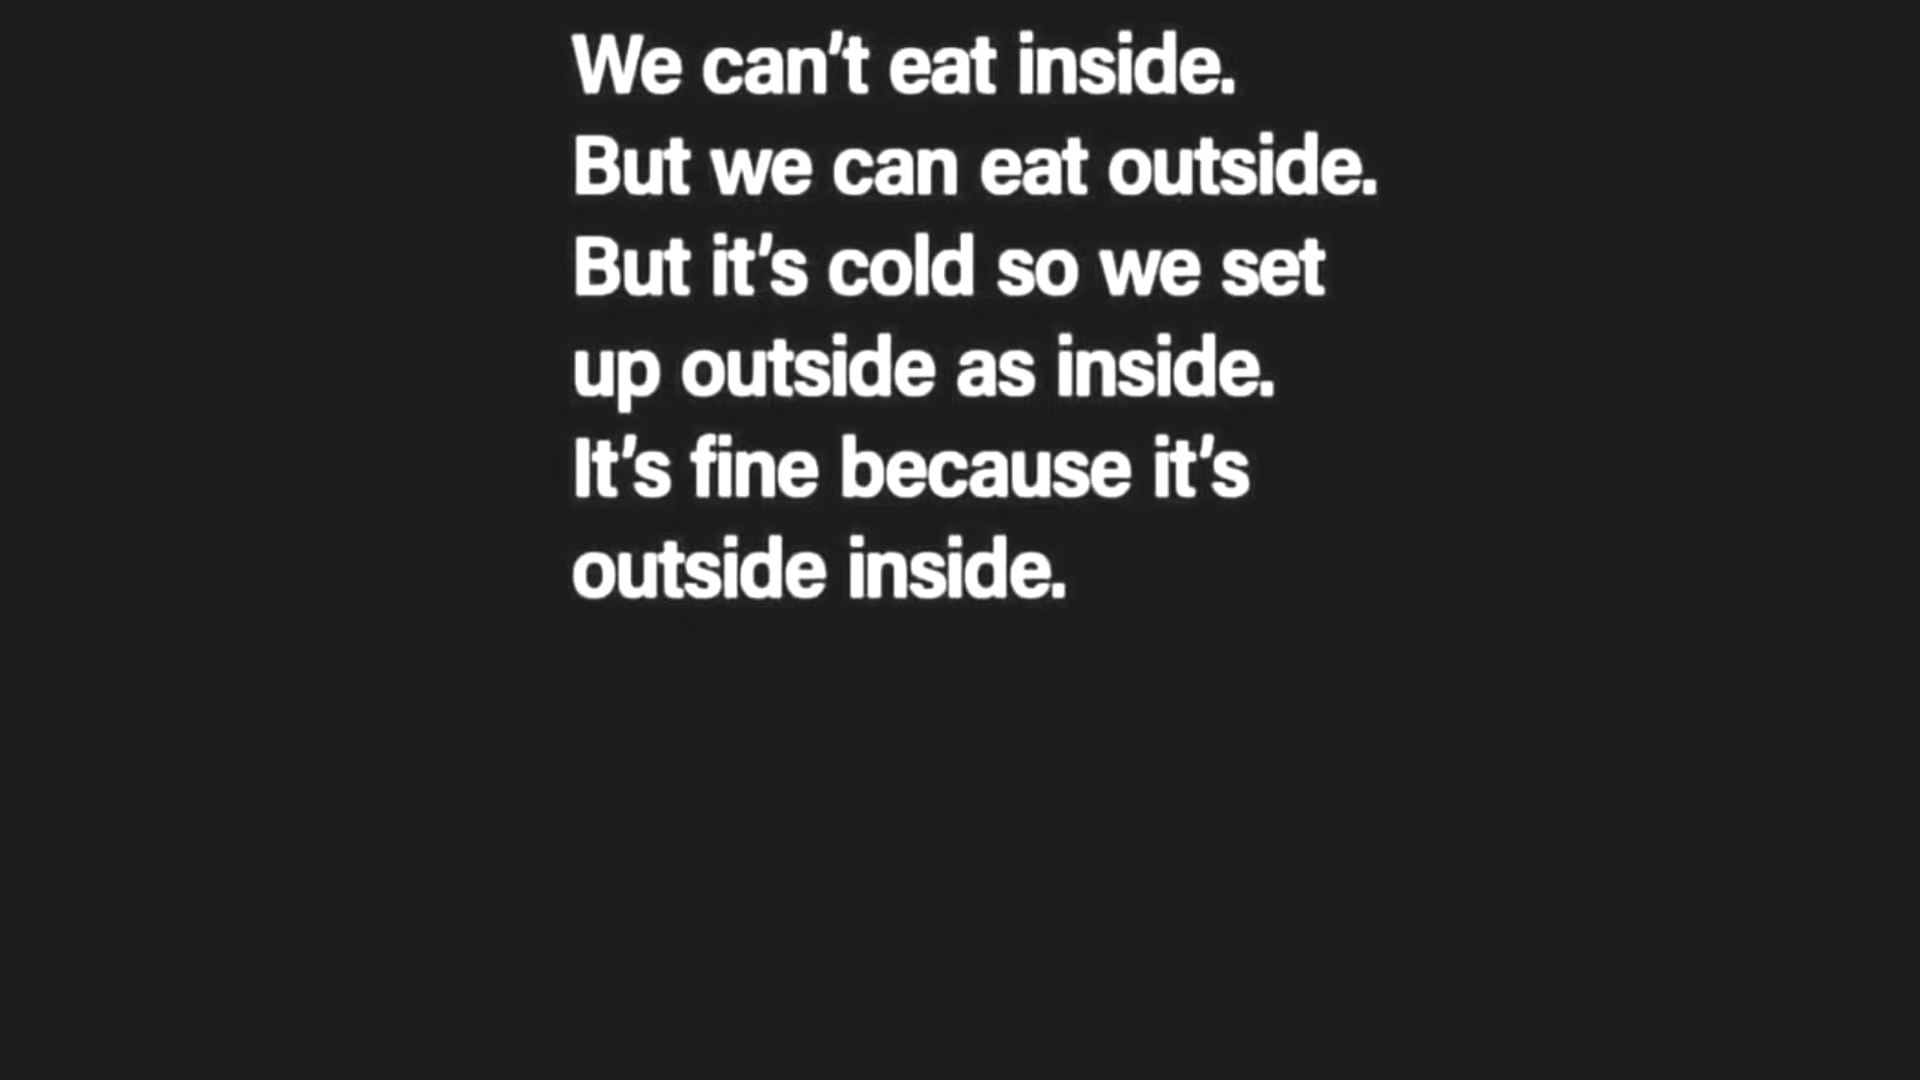 We can’t eat inside.
But we can eat outside.
But it’s cold so we set
up outside as inside.
It’s fine because it’s
outside inside.